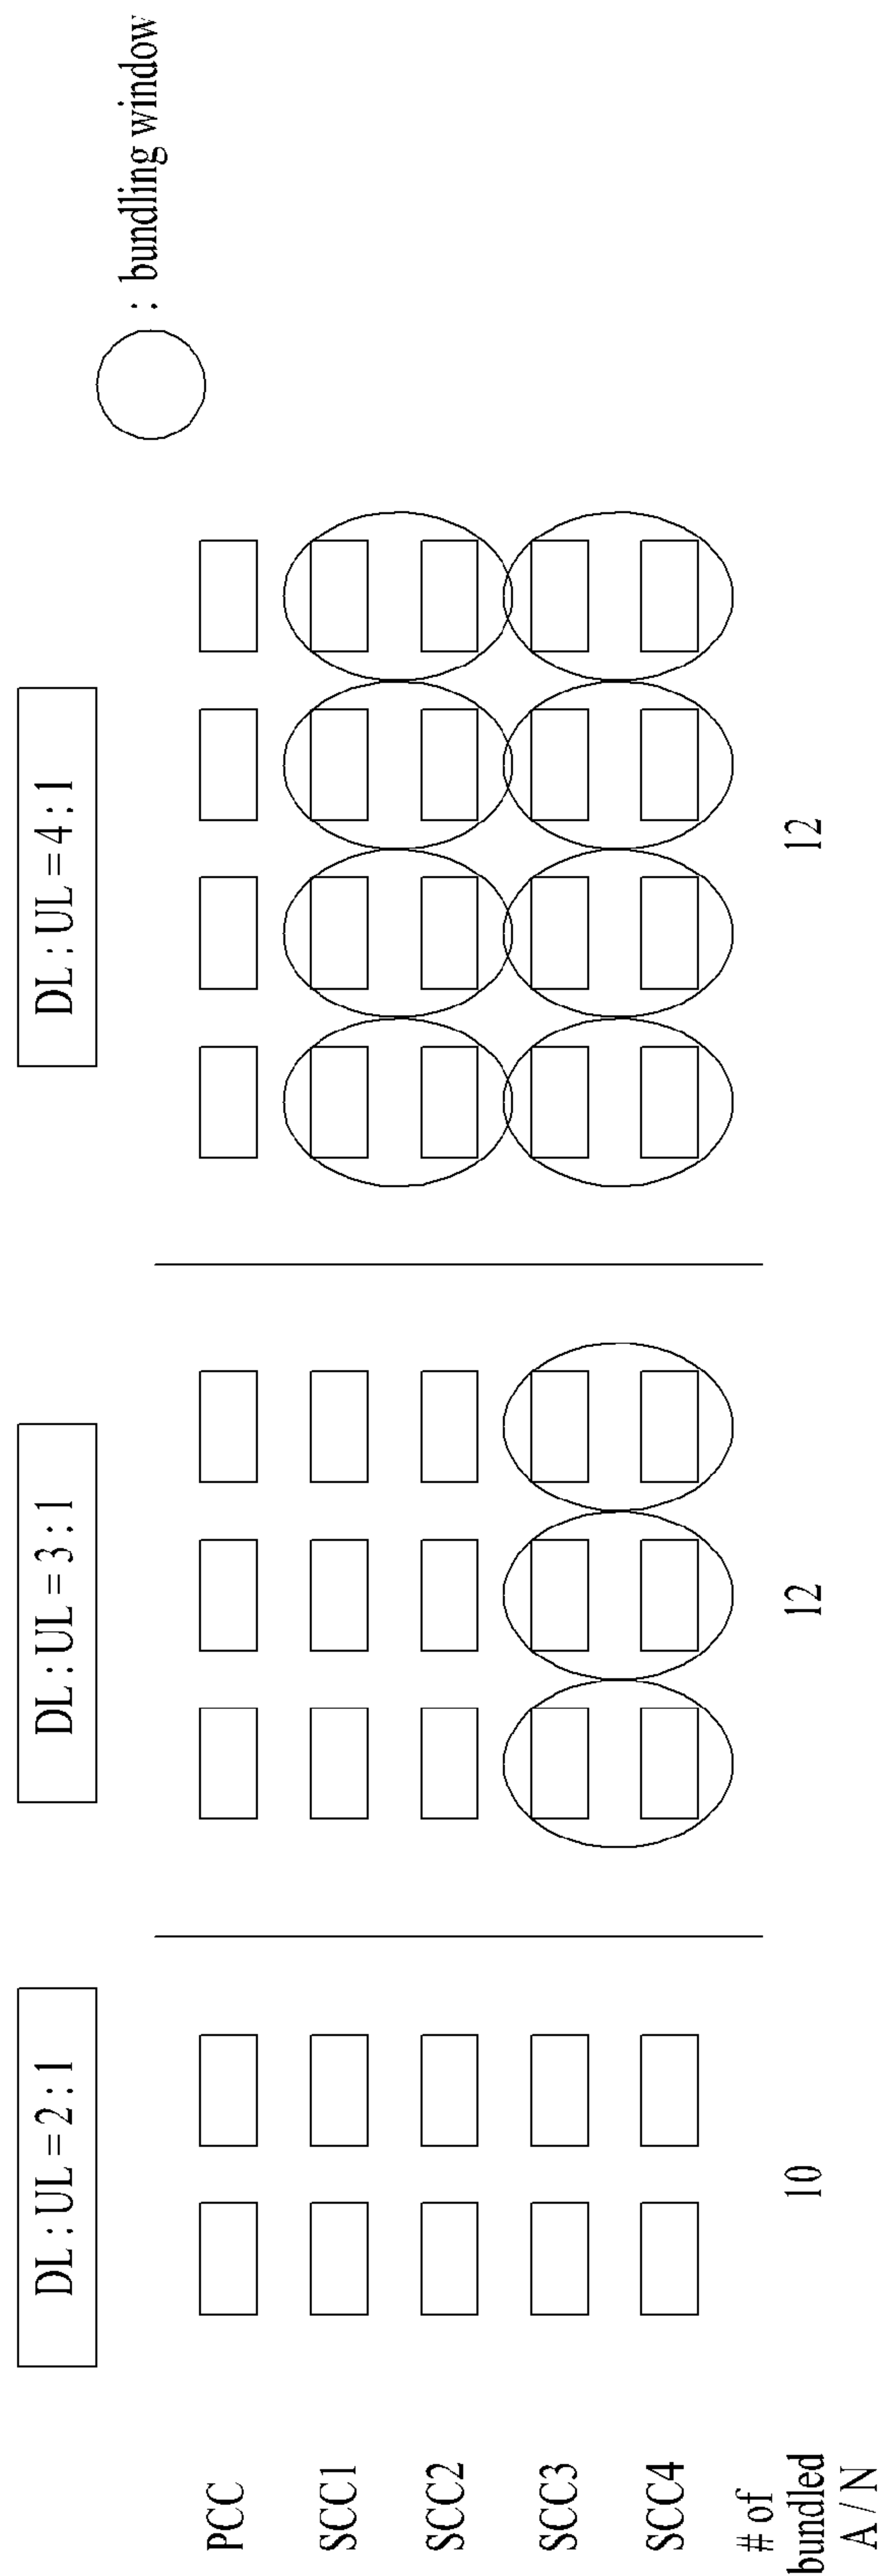 DL : UL = 2 : 1
DL : UL = 3 : 1
DL : UL = 4 : 1
: bundling window
PCC
SCC1
SCC2
SCC3
SCC4
# of
bundled
A / N
10
12
12